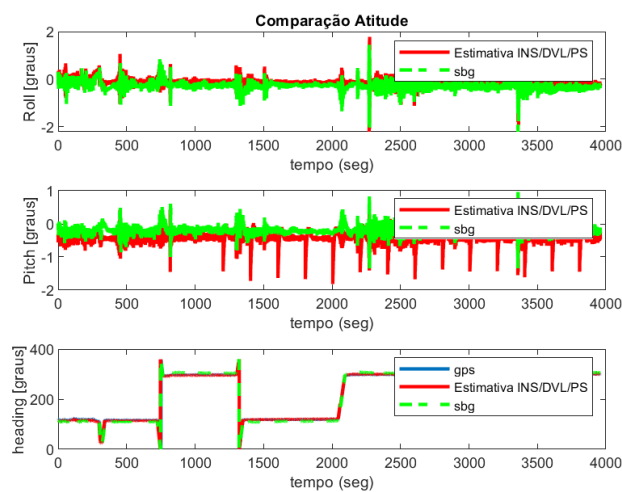 Comparação Atitude
2
0
-2
Roll [graus]
Estimativa INS/DVL/PS
sbg
0 500 1000 1500 2000 2500 3000 3500 4000
tempo (seg)
1
0
-1
-2
Pitch [graus]
Estimativa INS/DVL/PS
sbg
0 500 1000 1500 2000 2500 3000 3500 4000
tempo (seg)
400
200
0
heading [graus]
gps
Estimativa INS/DVL/PS
sbg
0 500 1000 1500 2000 2500 3000 3500 4000
tempo (seg)